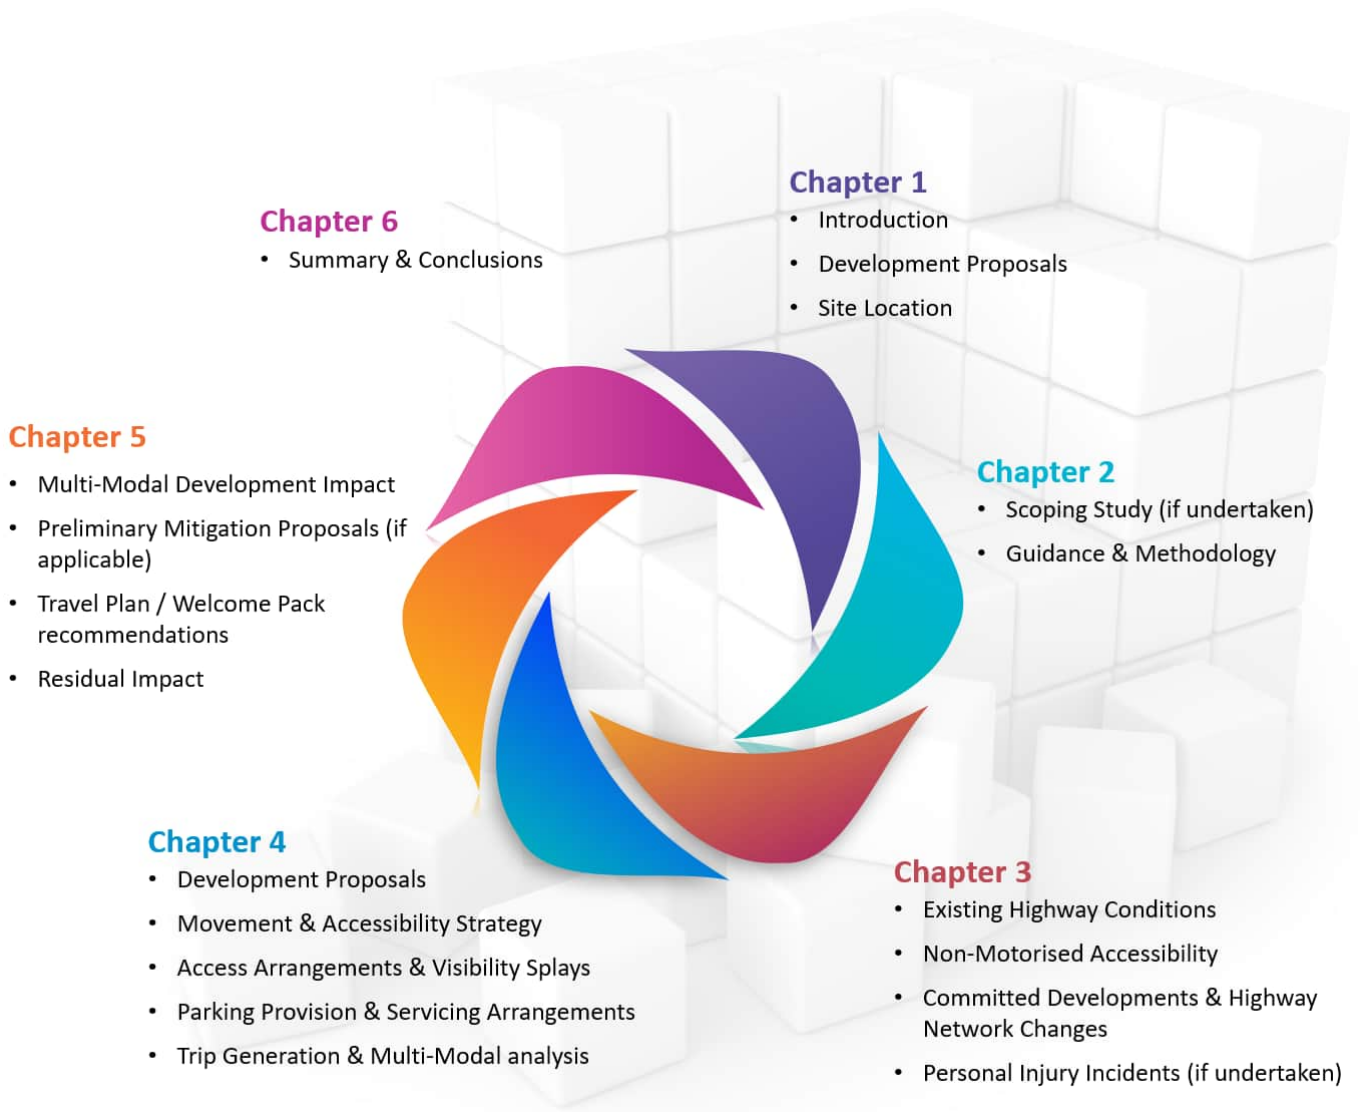 Chapter 1
• Introduction
• Development Proposals
• Site Location
Chapter 2
• Scoping Study (if undertaken)
• Guidance & Methodology
Chapter 3
• Existing Highway Conditions
• Non-Motorised Accessibility
• Committed Developments & Highway
Network Changes
• Personal Injury Incidents (if undertaken)
Chapter 4
• Development Proposals
• Movement & Accessibility Strategy
• Access Arrangements & Visibility Splays
• Parking Provision & Servicing Arrangements
• Trip Generation & Multi-Modal analysis
Chapter 5
• Multi-Modal Development Impact
• Preliminary Mitigation Proposals (if
applicable)
• Travel Plan / Welcome Pack
recommendations
• Residual Impact
Chapter 6
• Summary & Conclusions